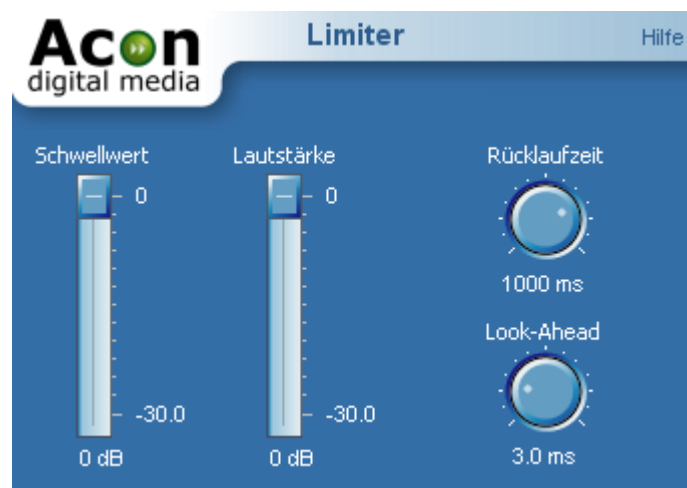 Acon
digital media
Limiter
Hilfe
Schwellwert
Lautstärke
Rücklaufzeit
0
0
1000 ms
Look-Ahead
-30.0
-30.0
0 dB
0 dB
3.0 ms